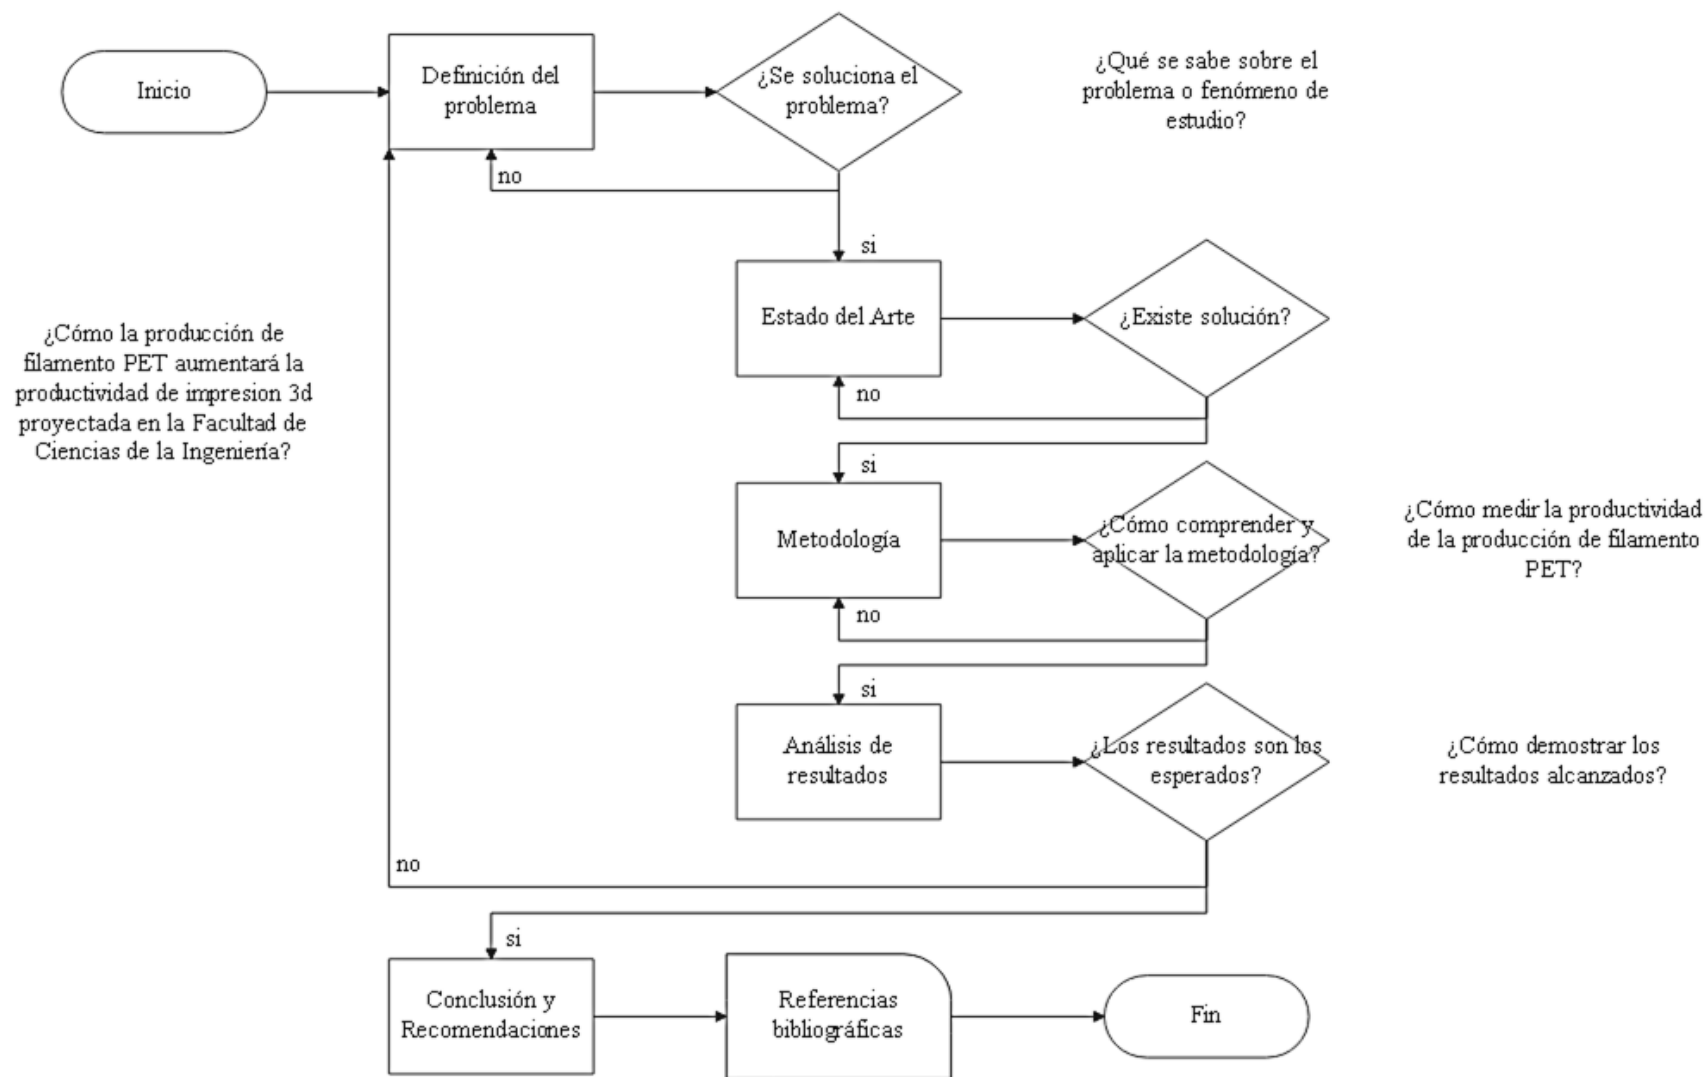 Inicio
Definición del
problema
¿Se soluciona el
problema?
¿Qué se sabe sobre el
problema o fenómeno de
estudio?
no
si
Estado del Arte
¿Existe solución?
¿Cómo la producción de
filamento PET aumentará la
productividad de impresion 3d
proyectada en la Facultad de
Ciencias de la Ingeniería?
no
si
Metodología
¿Cómo comprender y
aplicar la metodología?
¿Cómo medir la productividad
de la producción de filamento
PET?
no
si
Análisis de
resultados
¿Los resultados son los
esperados?
¿Cómo demostrar los
resultados alcanzados?
no
si
Conclusión y
Recomendaciones
Referencias
bibliográficas
Fin